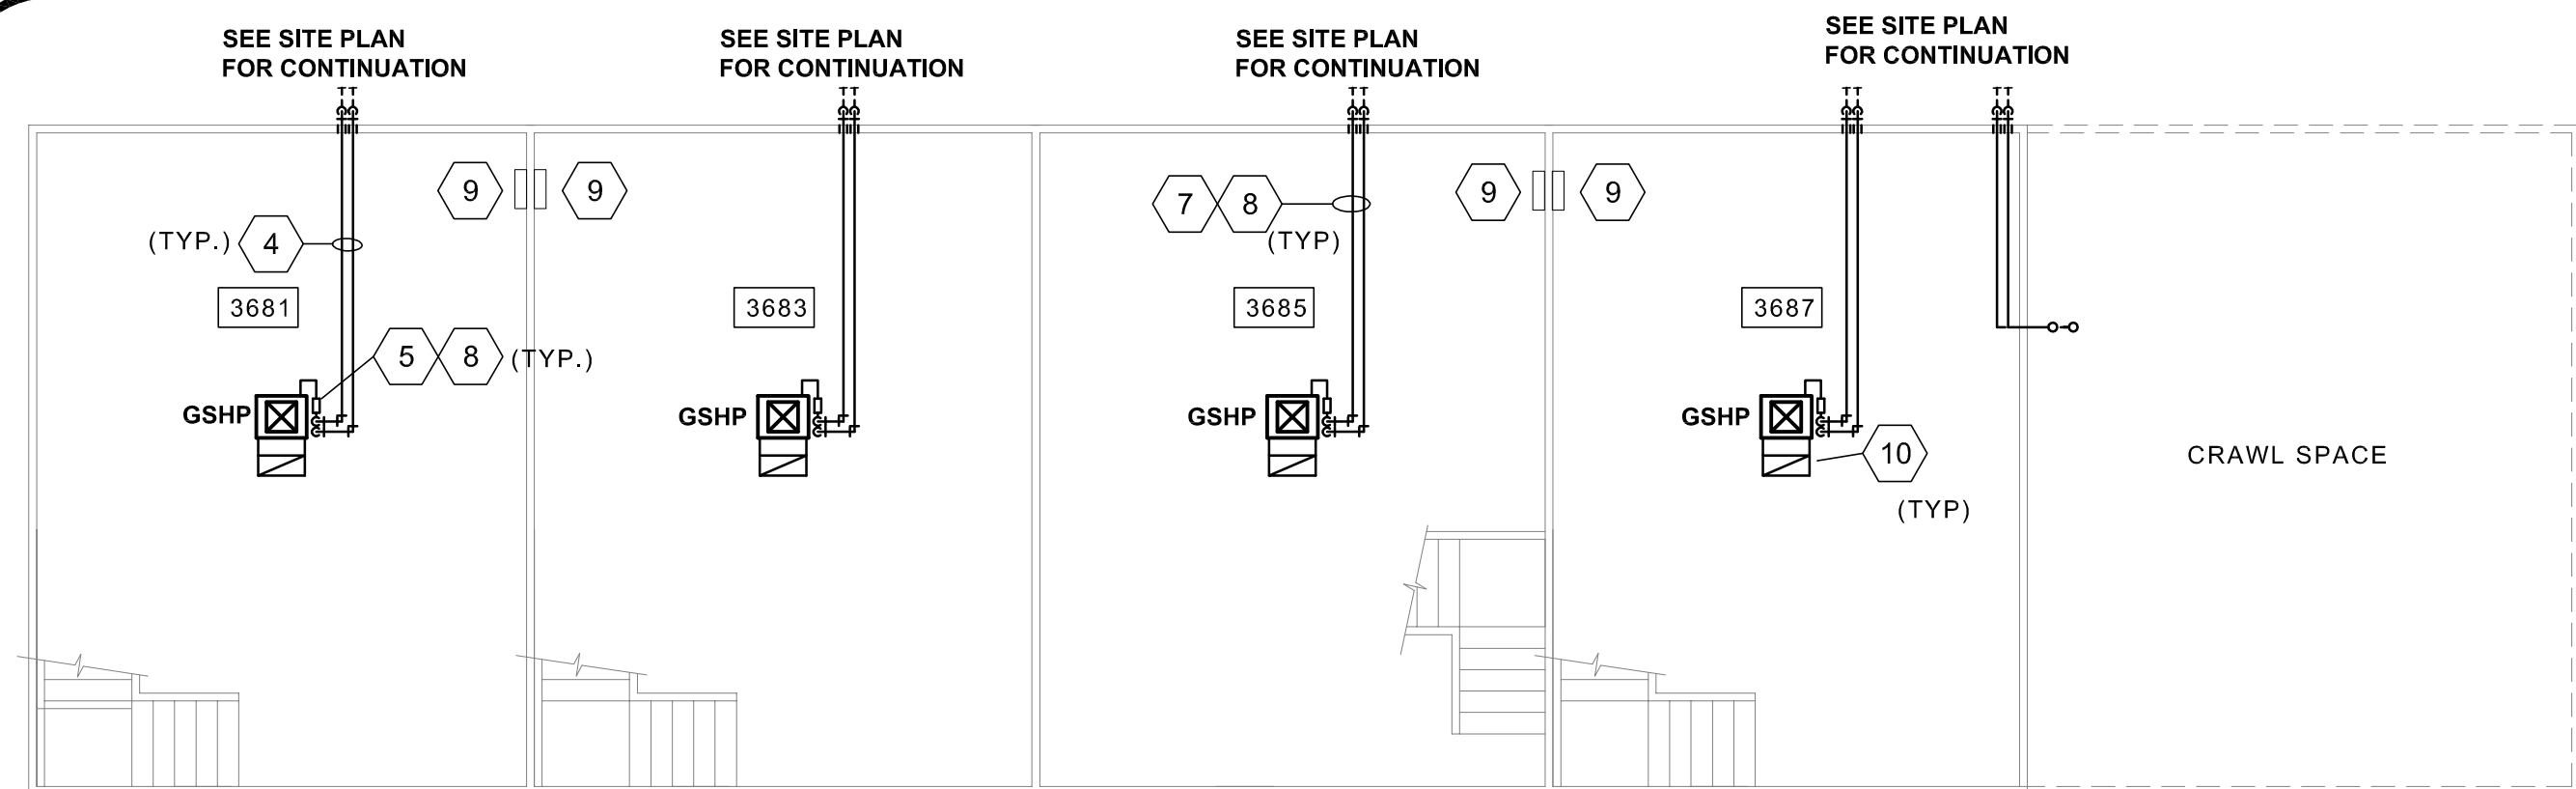 SEE SITE PLAN
FOR CONTINUATION
SEE SITE PLAN
FOR CONTINUATION
SEE SITE PLAN
FOR CONTINUATION
SEE SITE PLAN
FOR CONTINUATION
9
9
7
8
(TYP)
9
9
(TYP.)
4
3681
3683
3685
3687
5
8
(TYP.)
GSHP
GSHP
GSHP
GSHP
10
(TYP)
CRAWL SPACE